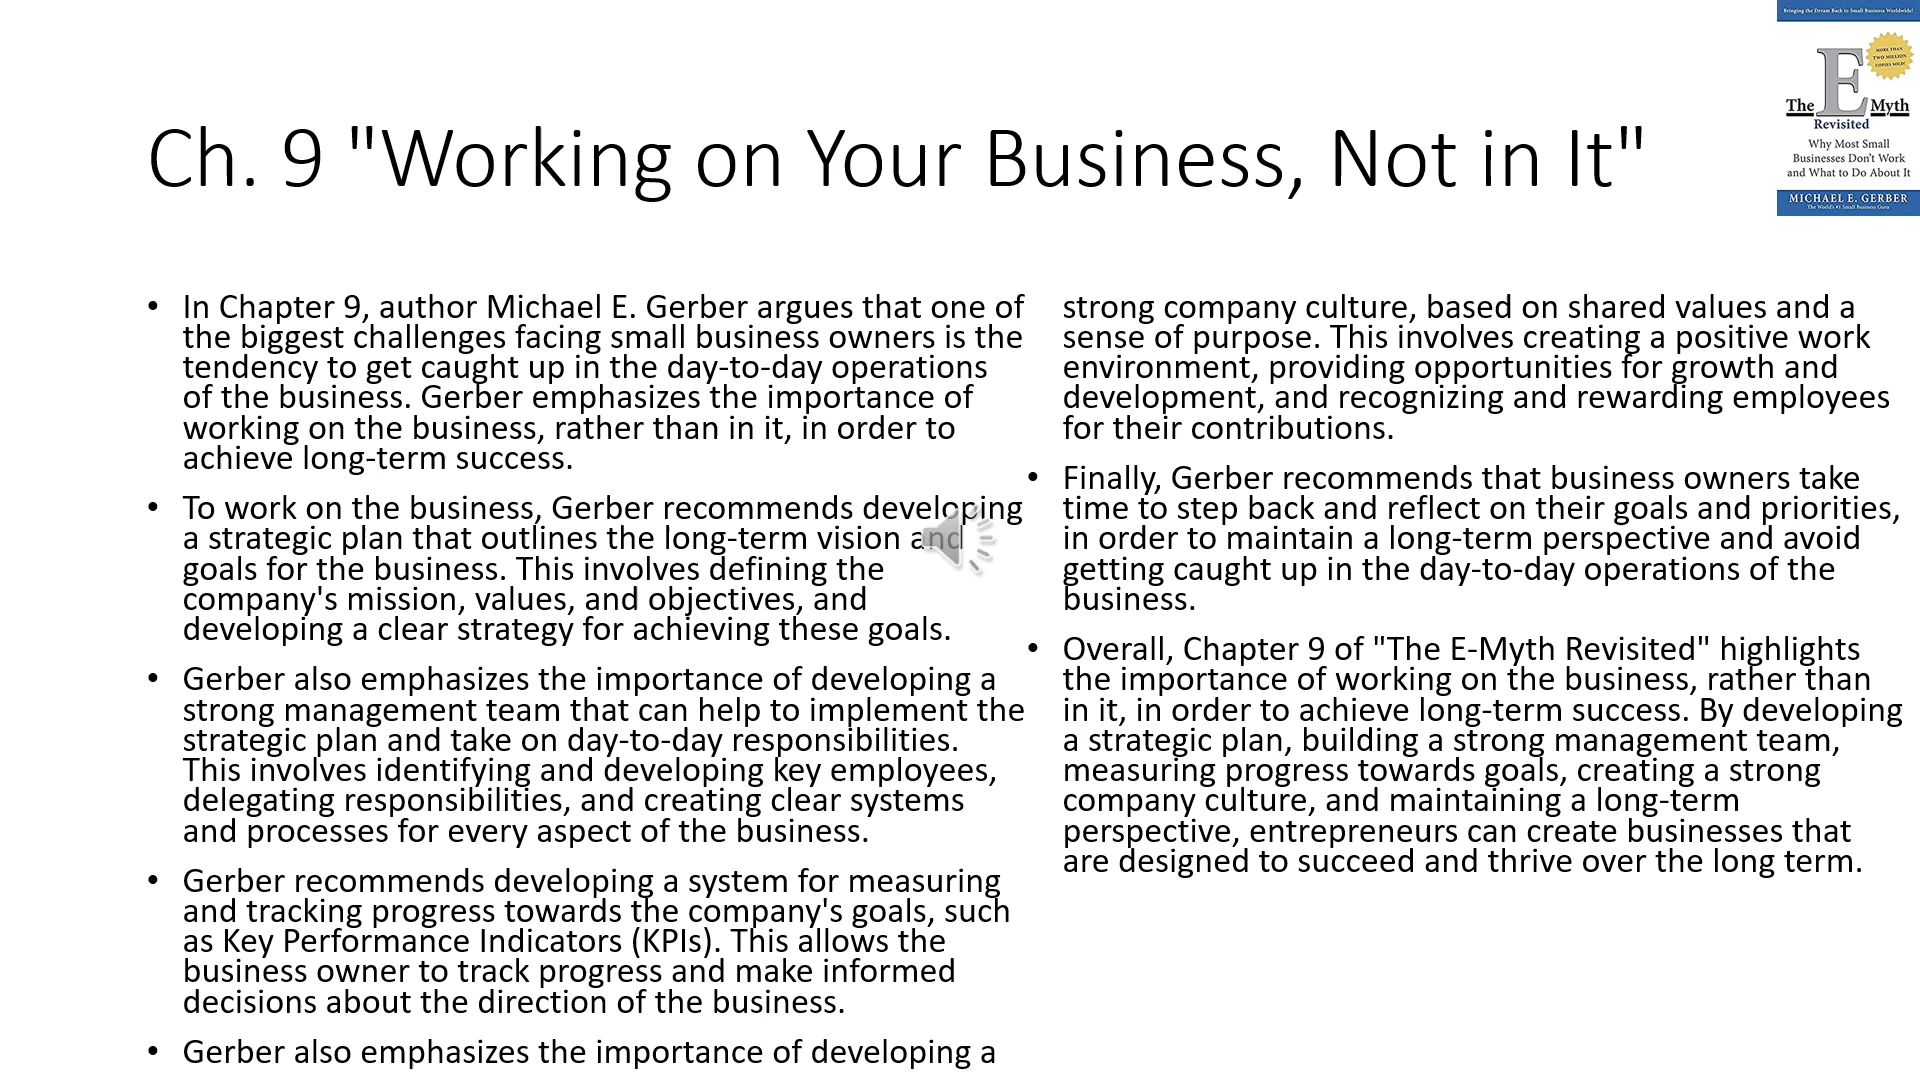 Bringing the Dream Back to Small Business Worldwide!
MORE THAN
TWO MILLION
COPIES SOLD!
The E Myth
Revisited
Why Most Small
Businesses Don't Work
and What to Do About It
MICHAEL E. GERBER
The World's #1 Small Business Guru
Ch. 9 "Working on Your Business, Not in It"
• In Chapter 9, author Michael E. Gerber argues that one of
the biggest challenges facing small business owners is the
tendency to get caught up in the day-to-day operations
of the business. Gerber emphasizes the importance of
working on the business, rather than in it, in order to
achieve long-term success.
• To work on the business, Gerber recommends developing
a strategic plan that outlines the long-term vision and
goals for the business. This involves defining the
company's mission, values, and objectives, and
developing a clear strategy for achieving these goals.
• Gerber also emphasizes the importance of developing a
strong management team that can help to implement the
strategic plan and take on day-to-day responsibilities.
This involves identifying and developing key employees,
delegating responsibilities, and creating clear systems
and processes for every aspect of the business.
• Gerber recommends developing a system for measuring
and tracking progress towards the company's goals, such
as Key Performance Indicators (KPIs). This allows the
business owner to track progress and make informed
decisions about the direction of the business.
• Gerber also emphasizes the importance of developing a
strong company culture, based on shared values and a
sense of purpose. This involves creating a positive work
environment, providing opportunities for growth and
development, and recognizing and rewarding employees
for their contributions.
• Finally, Gerber recommends that business owners take
time to step back and reflect on their goals and priorities,
in order to maintain a long-term perspective and avoid
getting caught up in the day-to-day operations of the
business.
• Overall, Chapter 9 of "The E-Myth Revisited" highlights
the importance of working on the business, rather than
in it, in order to achieve long-term success. By developing
a strategic plan, building a strong management team,
measuring progress towards goals, creating a strong
company culture, and maintaining a long-term
perspective, entrepreneurs can create businesses that
are designed to succeed and thrive over the long term.